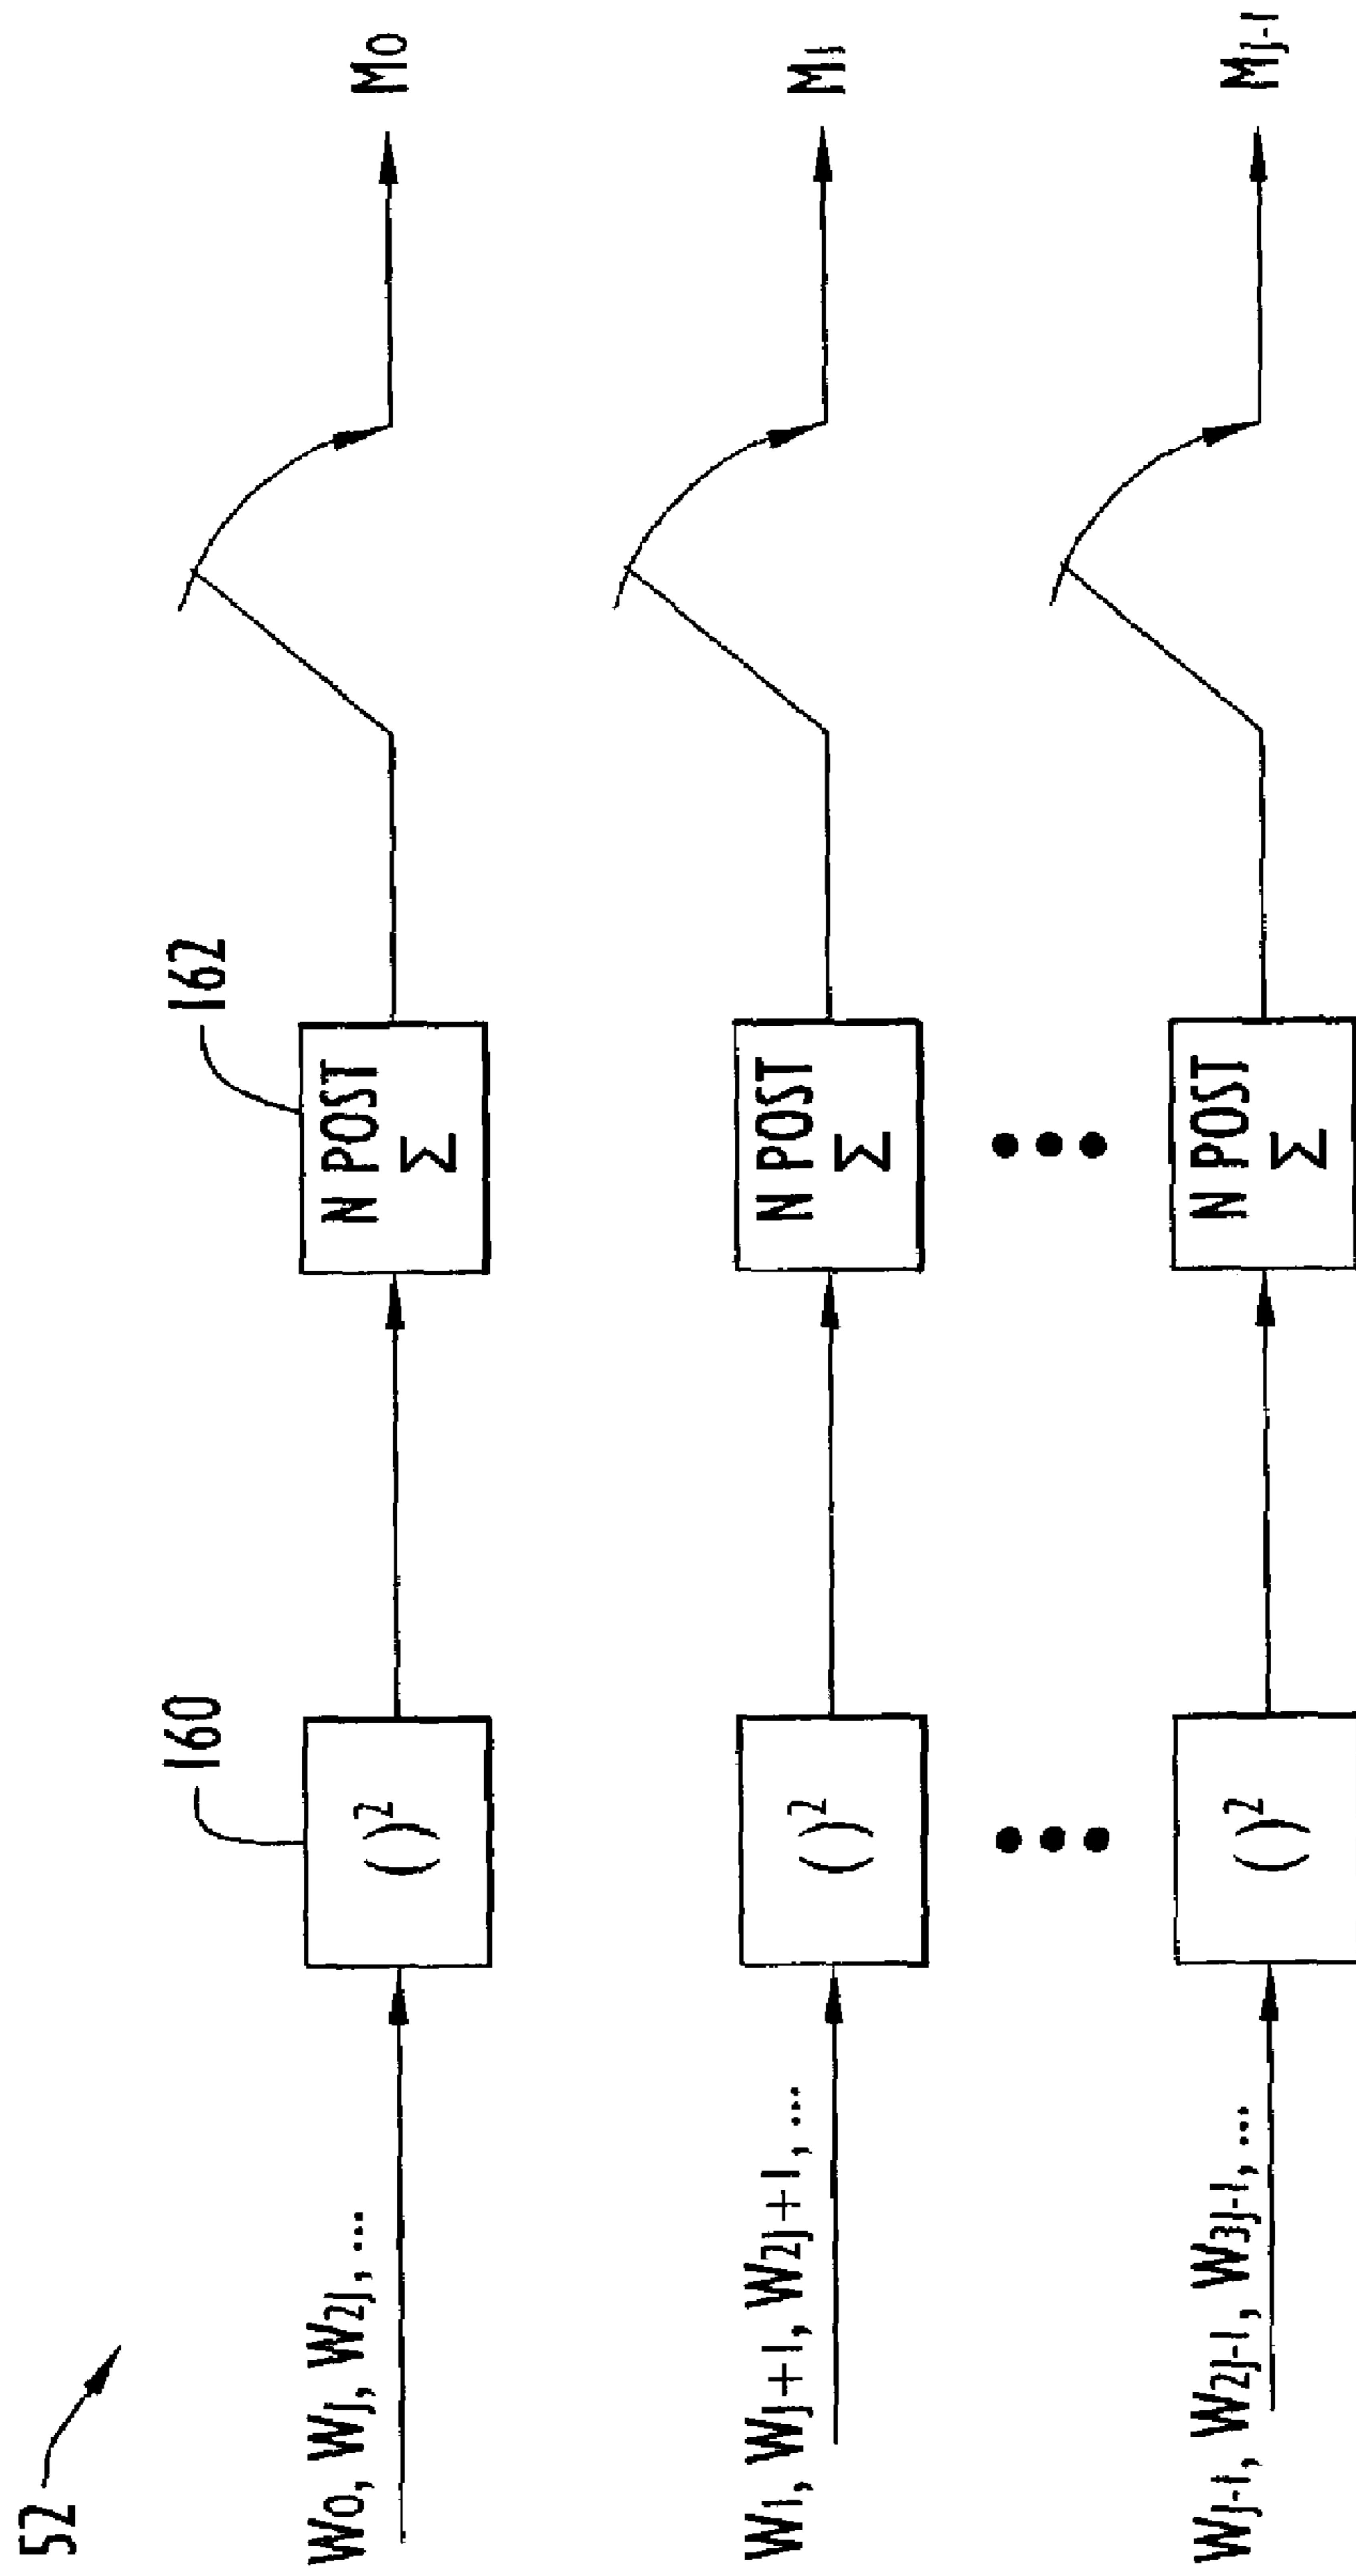 52
W0, WJ, W2J, ...
160
( )²
162
N POST
Σ
M0
W1, WJ+1, W2J+1, ...
( )²
N POST
Σ
M1
WJ-1, W2J-1, W3J-1, ...
( )²
N POST
Σ
MJ-1